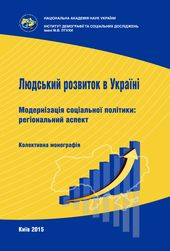 НАЦІОНАЛЬНА АКАДЕМІЯ НАУК УКРАЇНИ
ІНСТИТУТ ДЕМОГРАФІЇ ТА СОЦІАЛЬНИХ ДОСЛІДЖЕНЬ
імені М.В. ПТУХИ
Людський розвиток в Україні
Модернізація соціальної політики:
регіональний аспект
Колективна монографія
Київ 2015